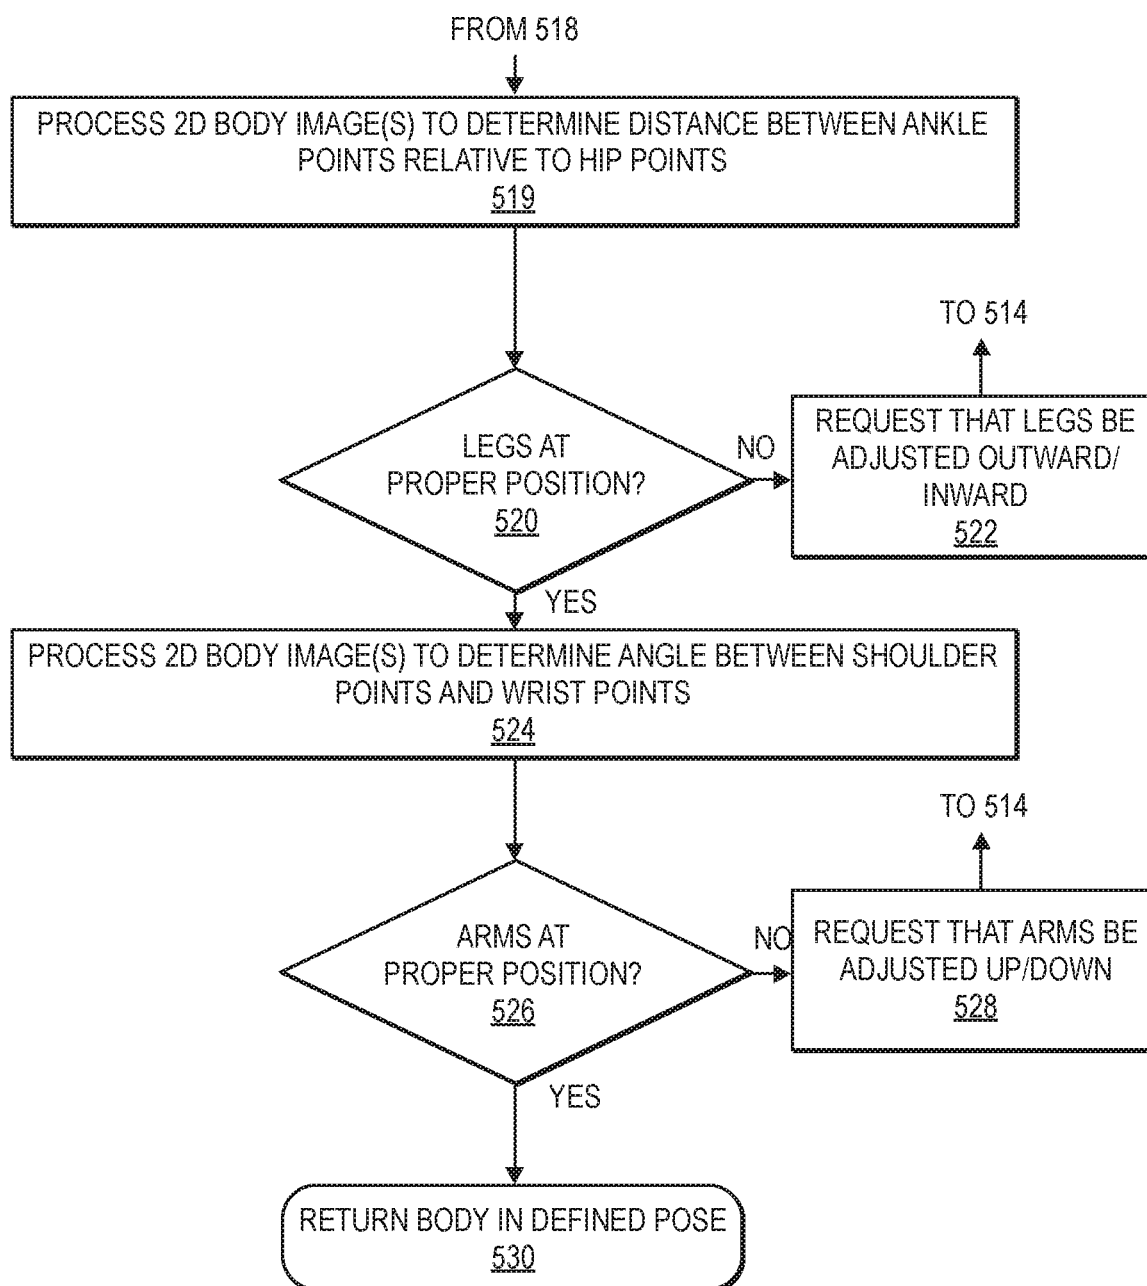 FROM 518
PROCESS 2D BODY IMAGE(S) TO DETERMINE DISTANCE BETWEEN ANKLE
POINTS RELATIVE TO HIP POINTS
519
TO 514
LEGS AT
PROPER POSITION?
520
NO
REQUEST THAT LEGS BE
ADJUSTED OUTWARD/
INWARD
522
YES
PROCESS 2D BODY IMAGE(S) TO DETERMINE ANGLE BETWEEN SHOULDER
POINTS AND WRIST POINTS
524
TO 514
ARMS AT
PROPER POSITION?
526
NO
REQUEST THAT ARMS BE
ADJUSTED UP/DOWN
528
YES
RETURN BODY IN DEFINED POSE
530